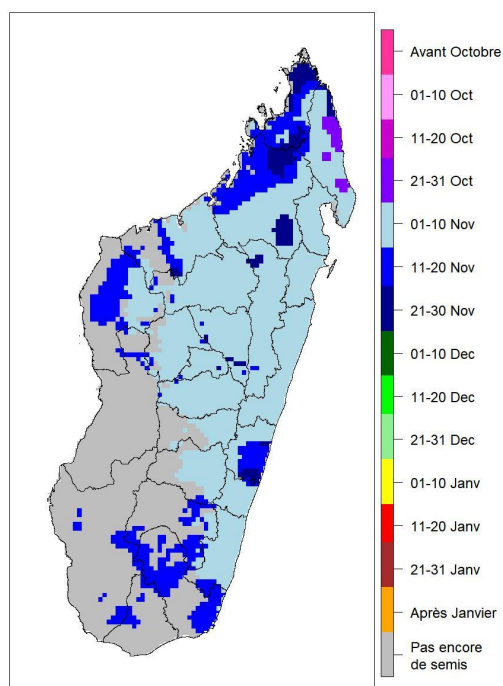 Avant Octobre
01-10 Oct
11-20 Oct
21-31 Oct
01-10 Nov
11-20 Nov
21-30 Nov
01-10 Dec
11-20 Dec
21-31 Dec
01-10 Janv
11-20 Janv
21-31 Janv
Après Janvier
Pas encore
de semis